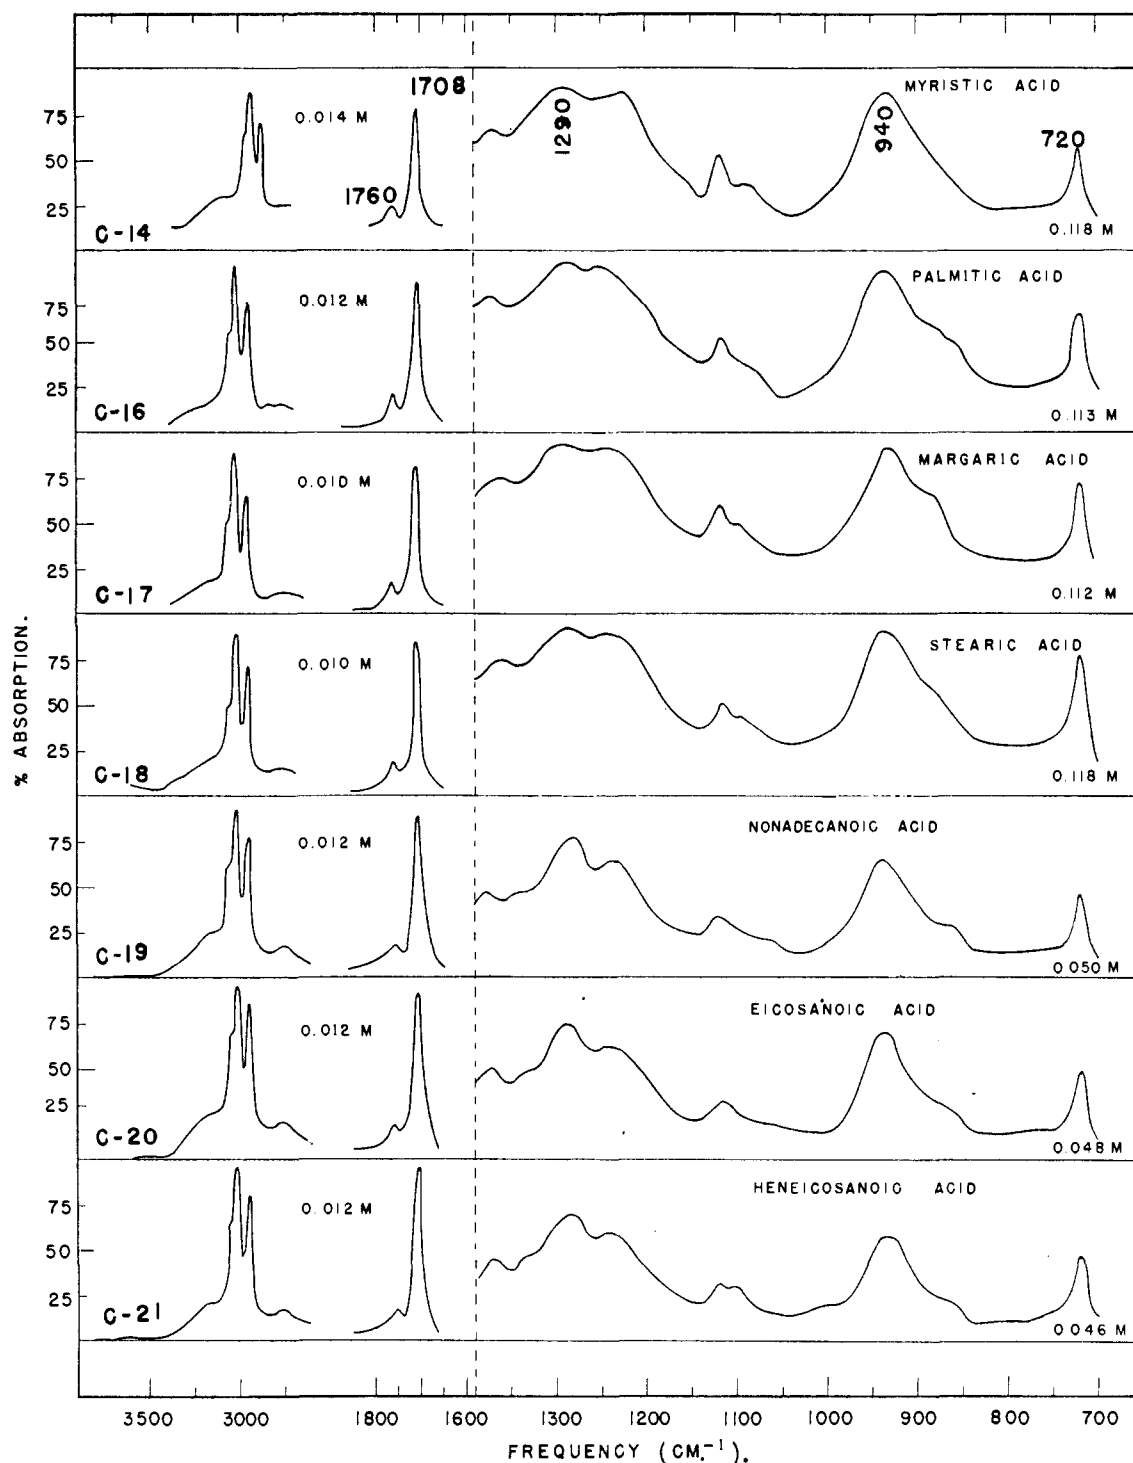 1708
MYRISTIC ACID
75
0.014 M
1290
940
720
50
1760
25
C-14
0.118 M
PALMITIC ACID
75
0.012 M
50
25
C-16
0.113 M
MARGARIC ACID
75
0.010 M
50
25
C-17
0.112 M
STEARIC ACID
75
0.010 M
50
25
C-18
0.118 M
NONADECANOIC ACID
75
0.012 M
50
25
C-19
0.050 M
EICOSANOIC ACID
75
0.012 M
50
25
C-20
0.048 M
HENEICOSANOIC ACID
75
0.012 M
50
25
C-21
0.046 M
% ABSORPTION.
3500 3000 1800 1600 1300 1200 1100 1000 900 800 700
FREQUENCY (CM.⁻¹).